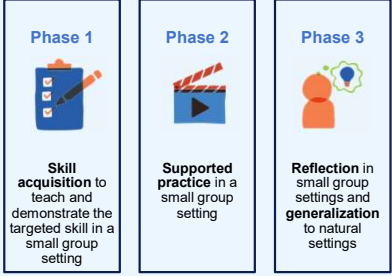 Phase 1
Skill
acquisition to
teach and
demonstrate the
targeted skill in a
small group
setting
Phase 2
Supported
practice in a
small group
setting
Phase 3
Reflection in
small group
settings and
generalization
to natural
settings